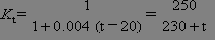 Kt= 1/(1+0.004 (t−20)) = 250/(230+t)